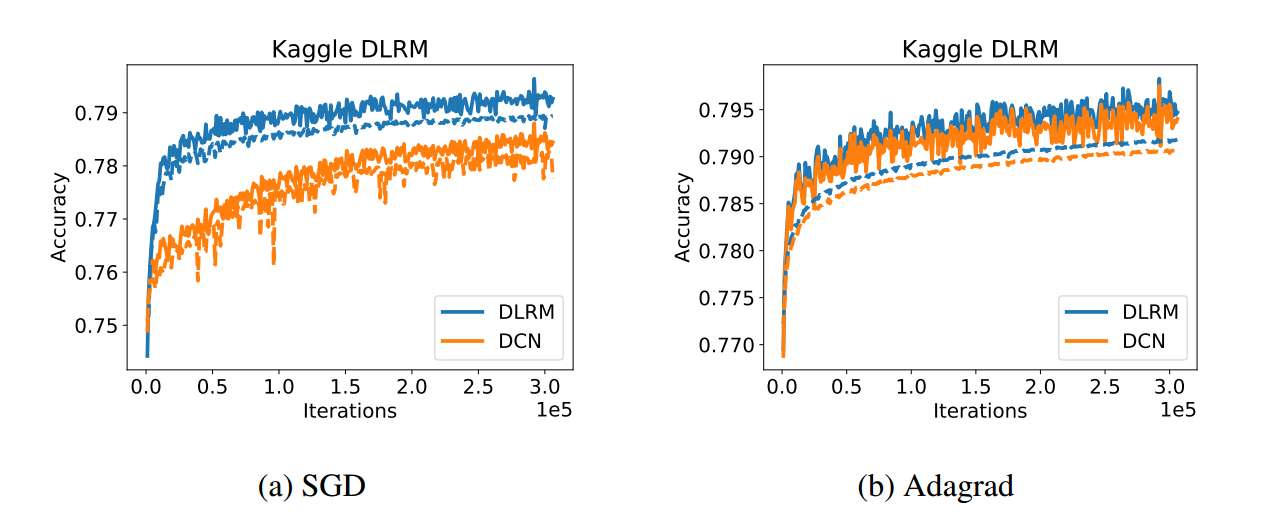 Kaggle DLRM
Accuracy
0.79
0.78
0.77
0.76
0.75
DLRM
DCN
0.0 0.5 1.0 1.5 2.0 2.5 3.0
Iterations
1e5
(a) SGD
Kaggle DLRM
Accuracy
0.795
0.790
0.785
0.780
0.775
0.770
DLRM
DCN
0.0 0.5 1.0 1.5 2.0 2.5 3.0
Iterations
1e5
(b) Adagrad